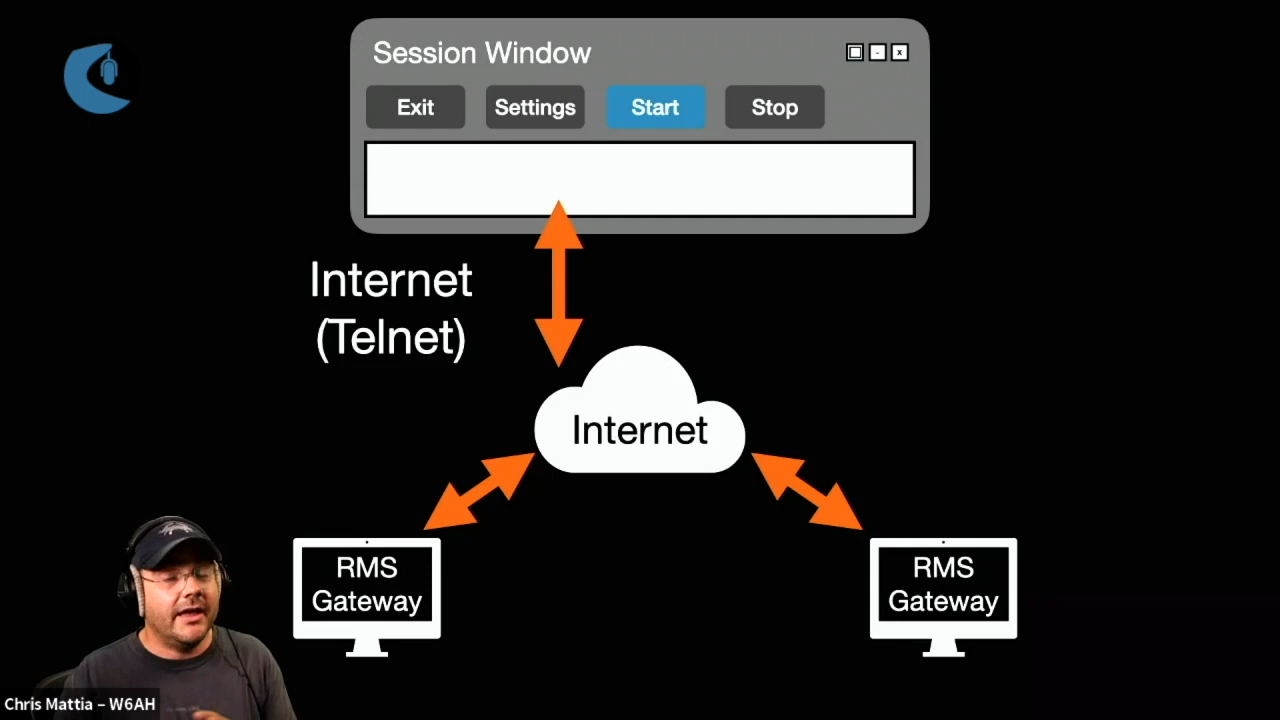 Session Window
Exit
Settings
Start
Stop
Internet
(Telnet)
Internet
RMS
Gateway
RMS
Gateway
Chris Mattia – W6AH